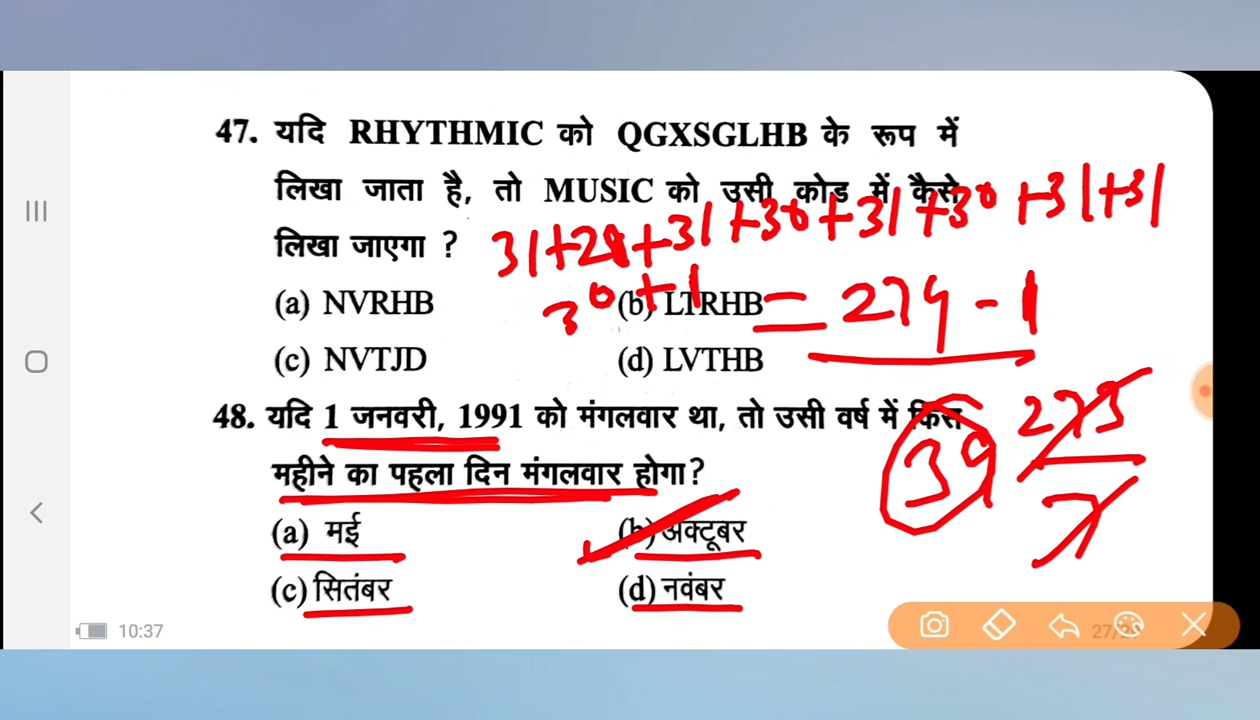 47. यदि RHYTHMIC को QGXSGLHB के रूप में
लिखा जाता है, तो MUSIC को उसी कोड में कैसे
लिखा जाएगा ?
31+28+31+30+31+30+31+31
30+1
= 274-1
(a) NVRHB (b) LTRHB
(c) NVTJD (d) LVTHB
48. यदि 1 जनवरी, 1991 को मंगलवार था, तो उसी वर्ष में किस
महीने का पहला दिन मंगलवार होगा?
39
273
7
(a) मई (b) अक्टूबर
(c) सितंबर (d) नवंबर
10:37